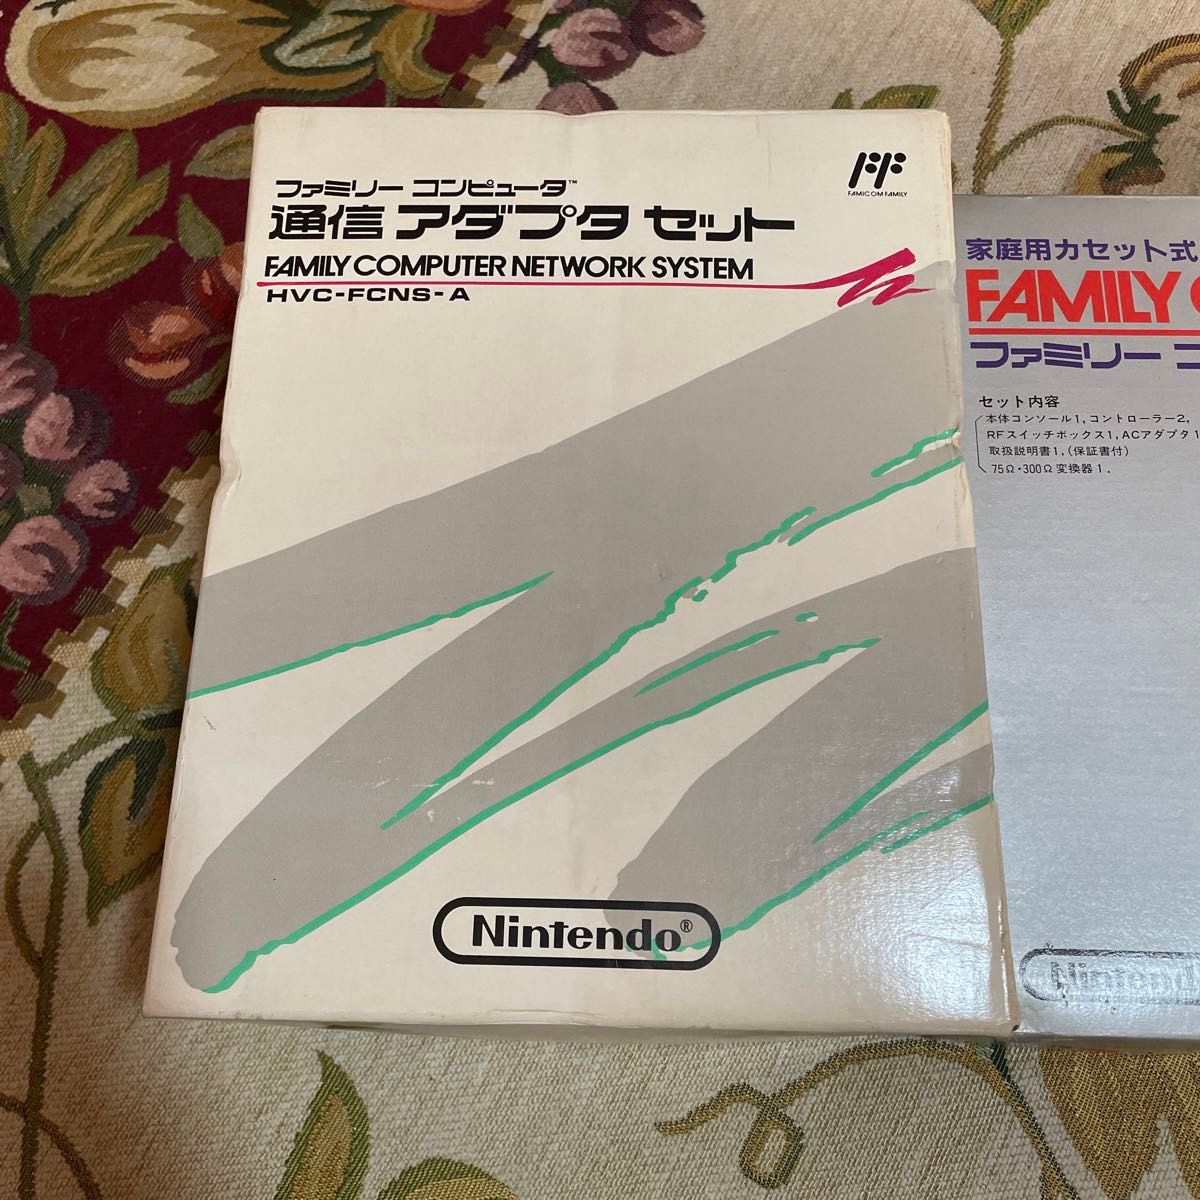 ファミリー コンピュータ™
通信 アダプタ セット
FAMILY COMPUTER NETWORK SYSTEM
HVC-FCNS-A
FAMICOM FAMILY
Nintendo®
家庭用カセット式
FAMILY
ファミリー コ
セット内容
本体コンソール1, コントローラー2,
RFスイッチボックス1, ACアダプタ1
取扱説明書1, (保証書付)
75Ω・300Ω変換器1.
Nintend